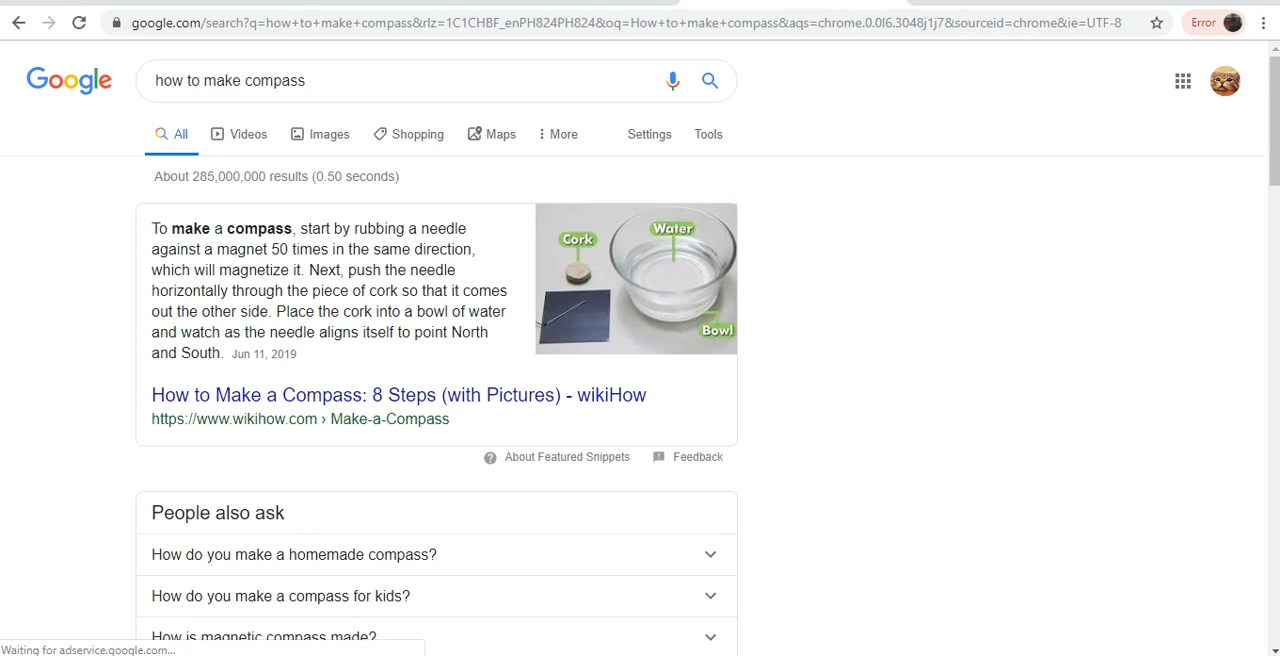 google.com/search?q=how+to+make+compass&rlz=1C1CHBF_enPH824PH824&oq=How+to+make+compass&aqs=chrome.0.0l6.3048j1j7&sourceid=chrome&ie=UTF-8
Error
Google
how to make compass
All Videos Images Shopping Maps More Settings Tools
About 285,000,000 results (0.50 seconds)
To make a compass, start by rubbing a needle
against a magnet 50 times in the same direction,
which will magnetize it. Next, push the needle
horizontally through the piece of cork so that it comes
out the other side. Place the cork into a bowl of water
and watch as the needle aligns itself to point North
and South. Jun 11, 2019
Cork
Water
Bowl
How to Make a Compass: 8 Steps (with Pictures) - wikiHow
https://www.wikihow.com › Make-a-Compass
About Featured Snippets Feedback
People also ask
How do you make a homemade compass?
How do you make a compass for kids?
How is magnetic compass made?
Waiting for adservice.google.com...